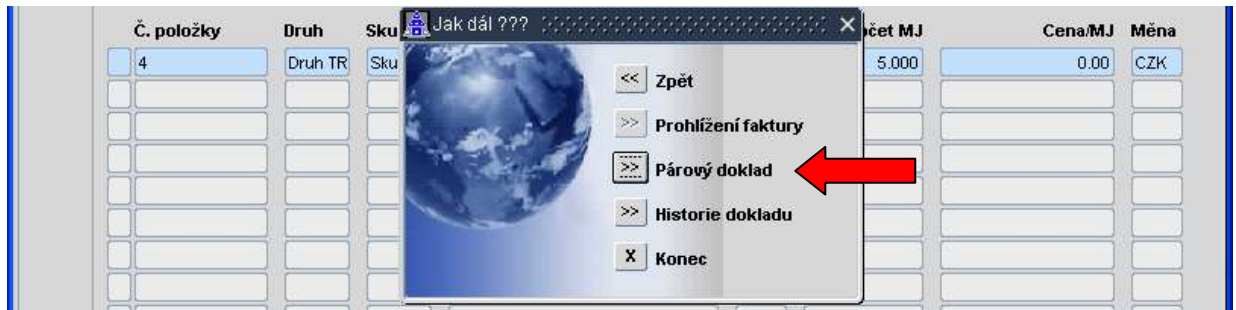 Jak dál ???
Č. položky Druh Sku čet MJ Cena/MJ Měna
4 Druh TR Sku 5.000 0.00 CZK
<< Zpět
>> Prohlížení faktury
>> Párový doklad
>> Historie dokladu
X Konec